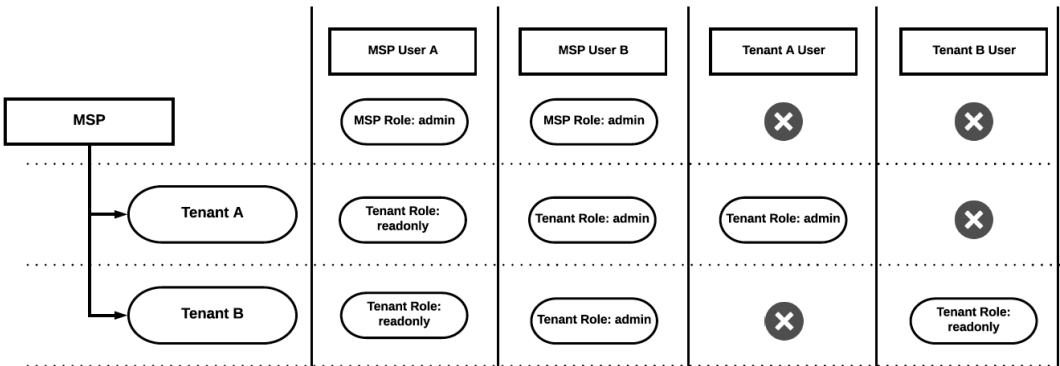 MSP User A
MSP User B
Tenant A User
Tenant B User
MSP
MSP Role: admin
MSP Role: admin
Tenant A
Tenant Role:
readonly
Tenant Role: admin
Tenant Role: admin
Tenant B
Tenant Role:
readonly
Tenant Role: admin
Tenant Role:
readonly